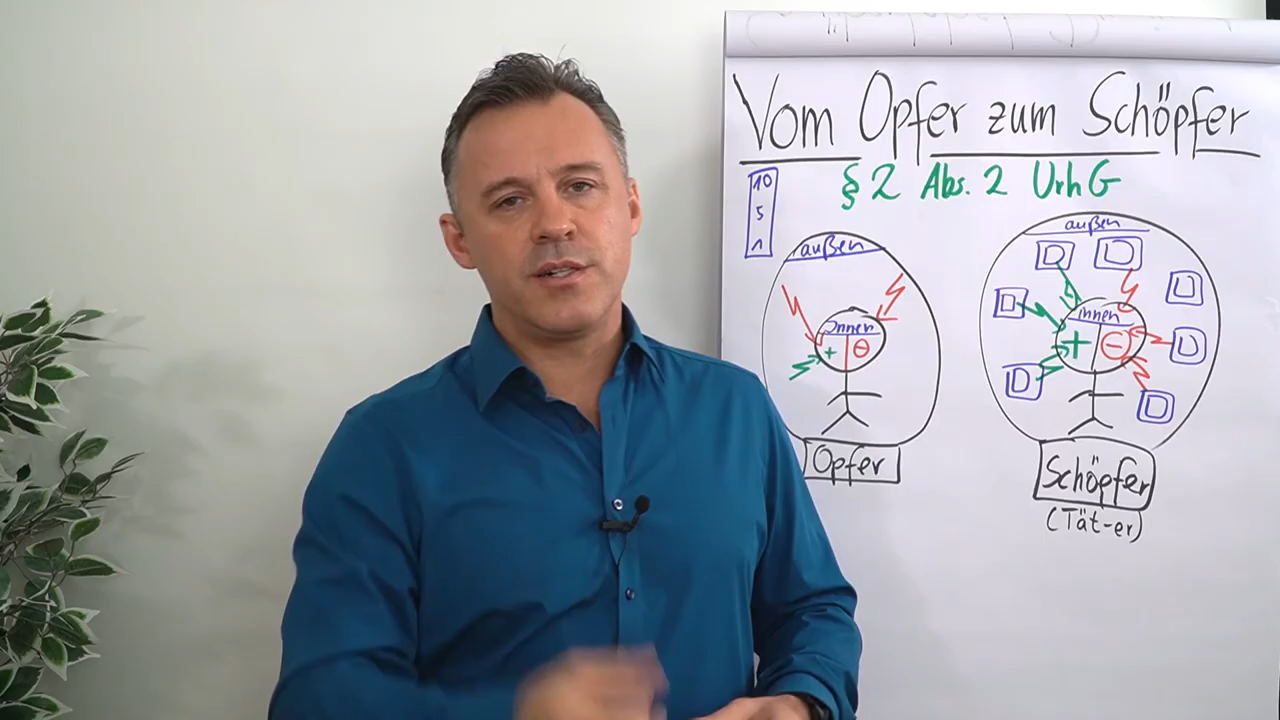 Vom Opfer zum Schöpfer
§ 2 Abs. 2 UrhG
10
5
1
außen
Innen
+ ⊖
Opfer
außen
innen
+ ⊖
Schöpfer
(Tät-er)